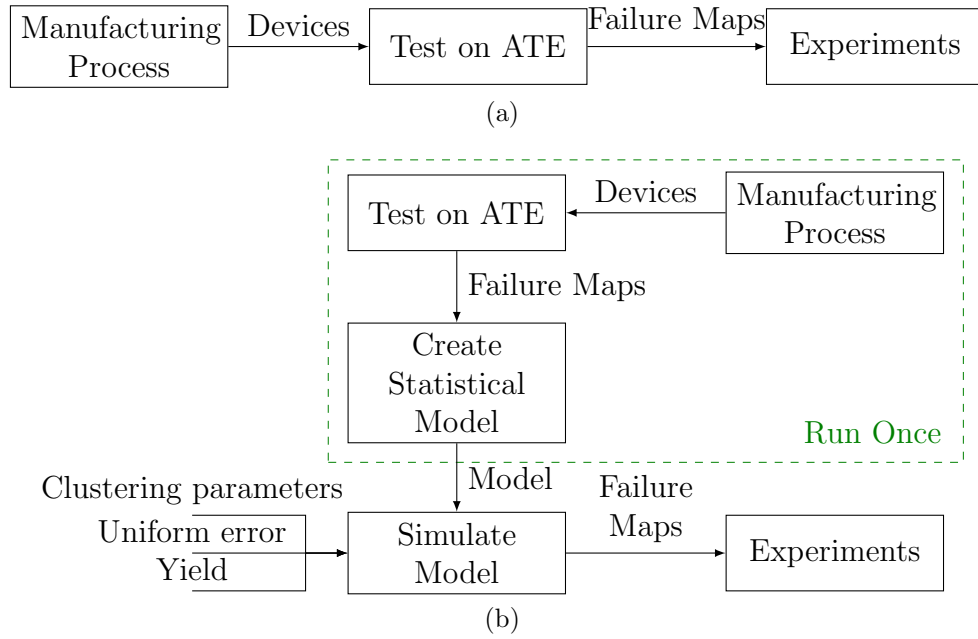 Manufacturing
Process
Devices
Test on ATE
Failure Maps
Experiments
(a)
Test on ATE
Devices
Manufacturing
Process
Failure Maps
Create
Statistical
Model
Run Once
Model
Clustering parameters
Uniform error
Yield
Simulate
Model
Failure
Maps
Experiments
(b)